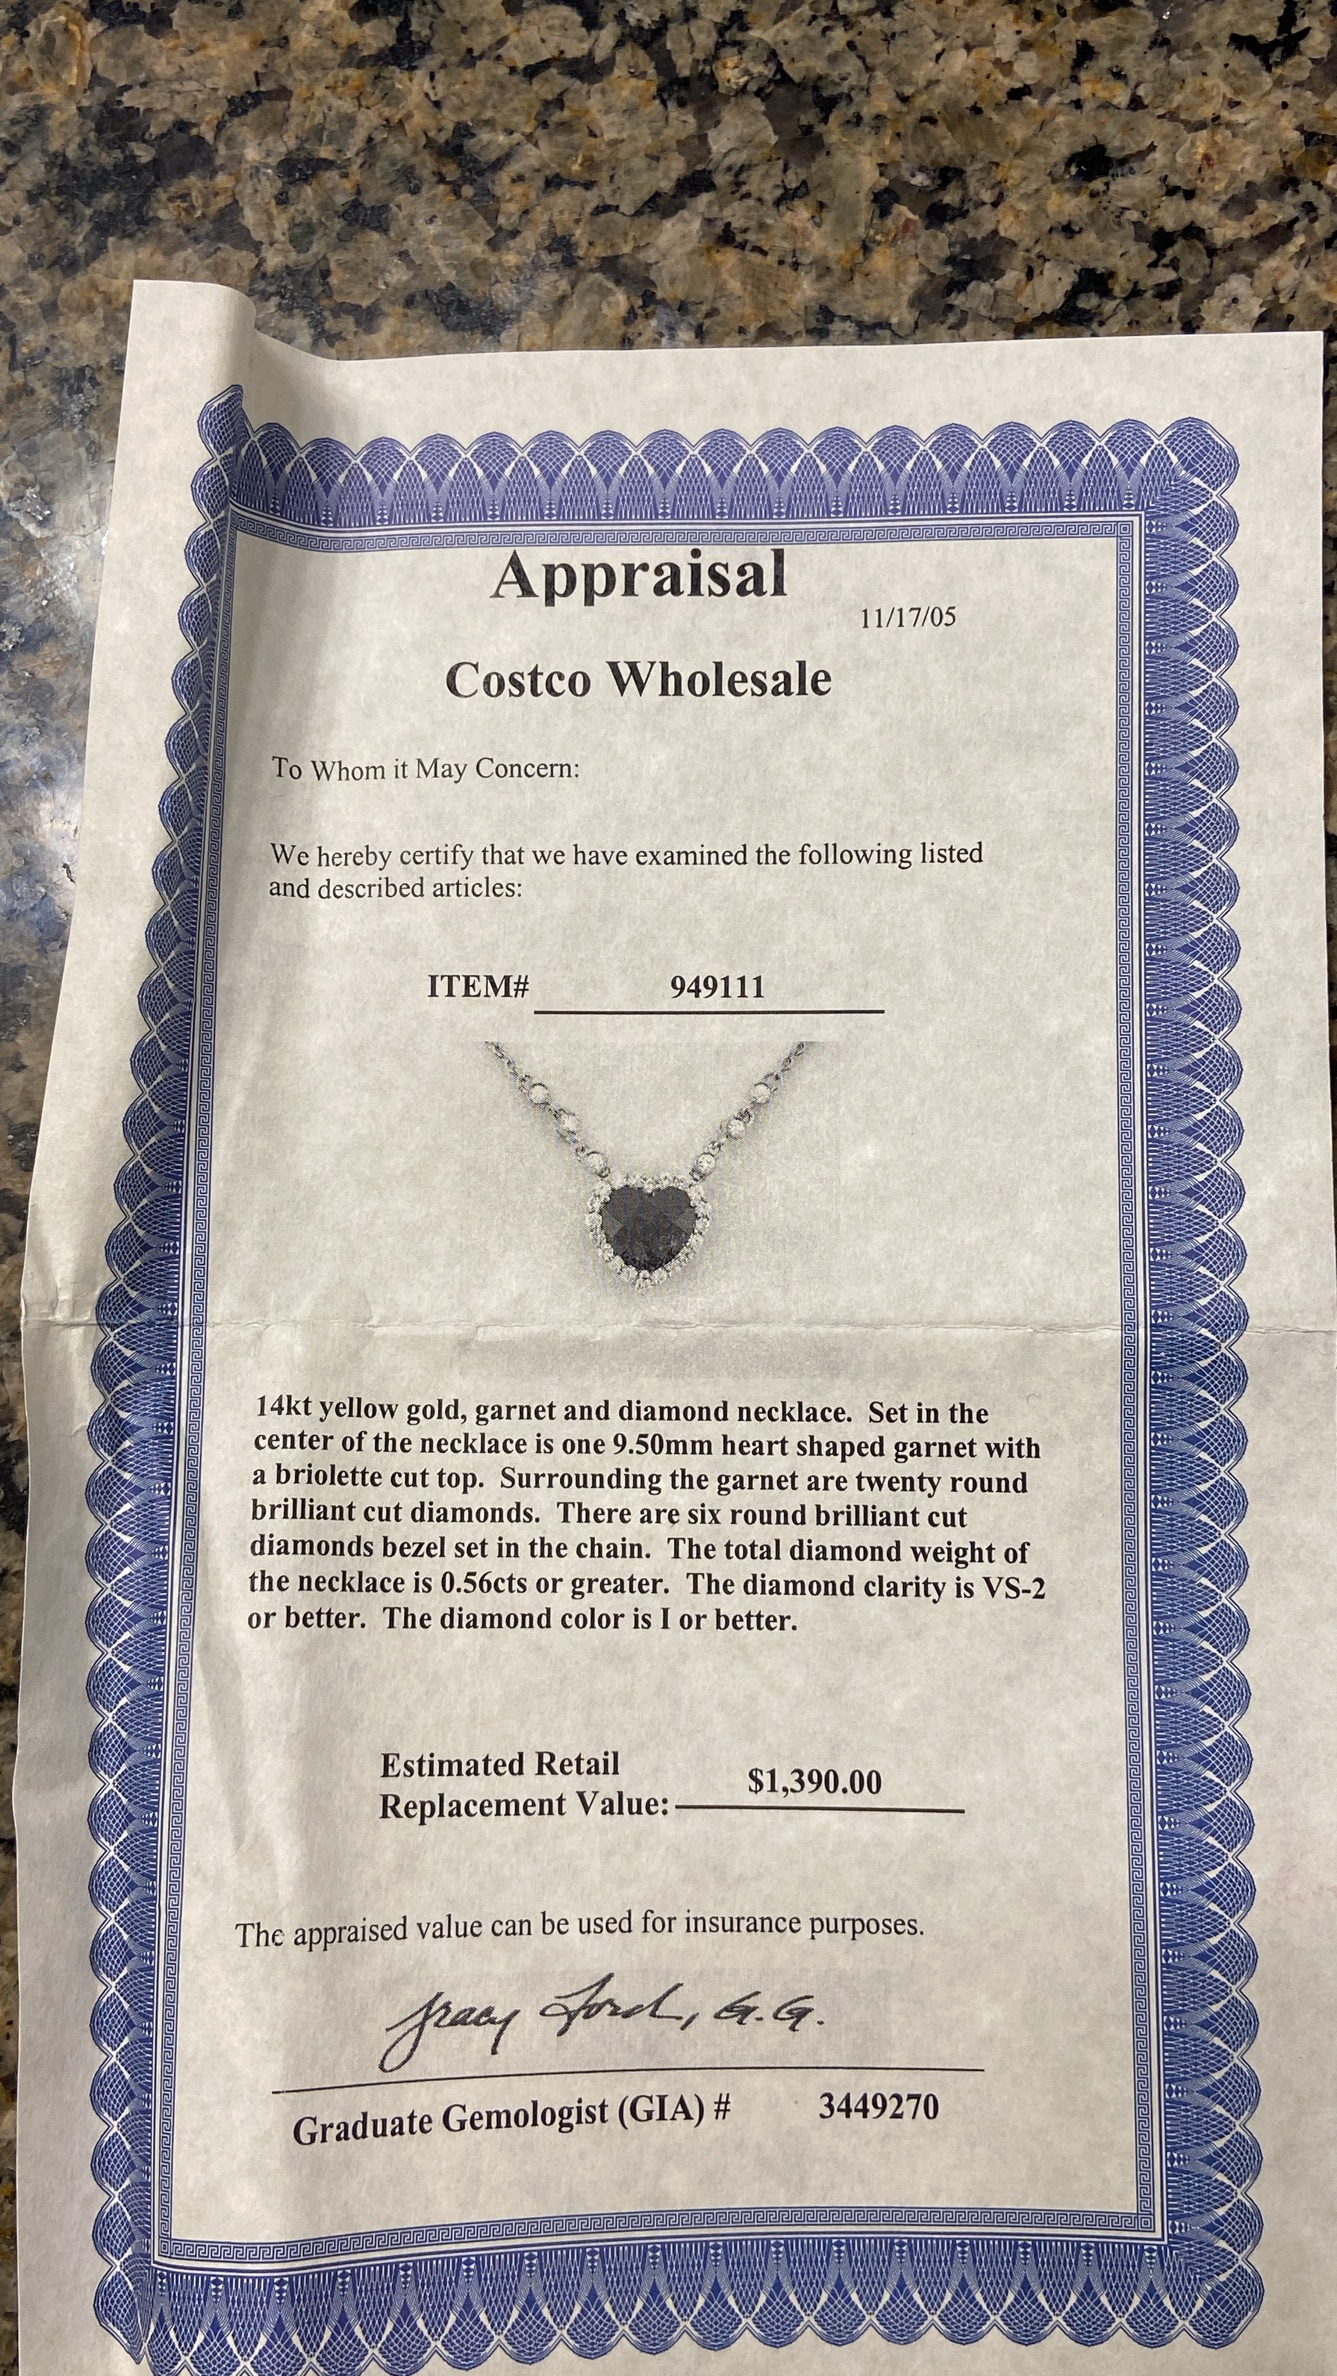 Appraisal
11/17/05
Costco Wholesale
To Whom it May Concern:
We hereby certify that we have examined the following listed
and described articles:
ITEM# 949111
14kt yellow gold, garnet and diamond necklace. Set in the
center of the necklace is one 9.50mm heart shaped garnet with
a briolette cut top. Surrounding the garnet are twenty round
brilliant cut diamonds. There are six round brilliant cut
diamonds bezel set in the chain. The total diamond weight of
the necklace is 0.56cts or greater. The diamond clarity is VS-2
or better. The diamond color is I or better.
Estimated Retail
Replacement Value: $1,390.00
The appraised value can be used for insurance purposes.
Tracy Ford, G.G.
Graduate Gemologist (GIA) # 3449270